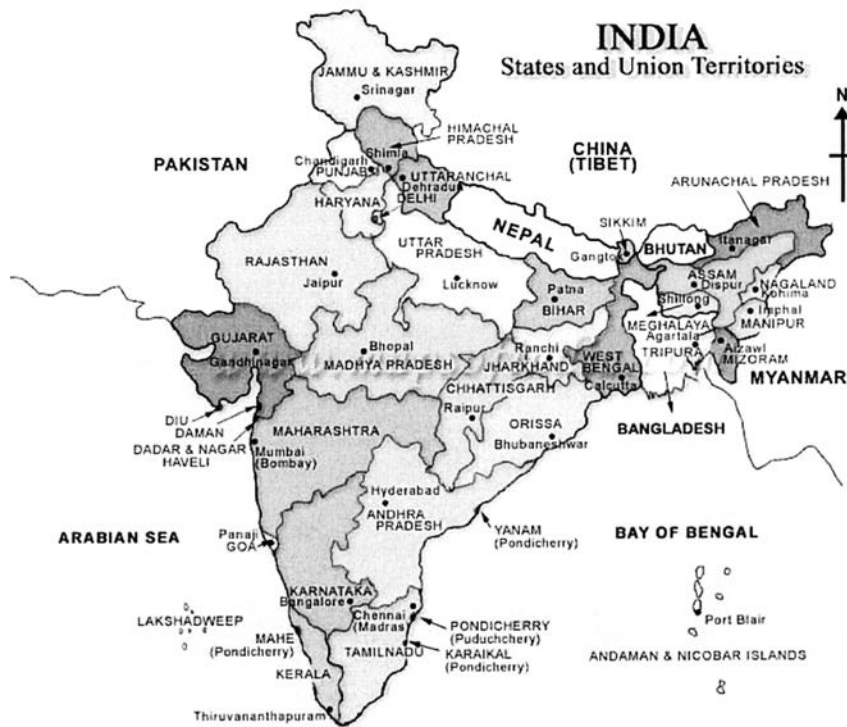 INDIA
States and Union Territories
N
JAMMU & KASHMIR
Srinagar
HIMACHAL
PRADESH
CHINA
(TIBET)
PAKISTAN
Shimla
Chandigarh
PUNJAB
UTTARANCHAL
Dehradun
ARUNACHAL PRADESH
HARYANA
DELHI
NEPAL
SIKKIM
BHUTAN
Itanagar
UTTAR
PRADESH
Gangtok
RAJASTHAN
Jaipur
Lucknow
ASSAM
Dispur
NAGALAND
Kohima
Patna
BIHAR
Shillong
Imphal
MANIPUR
MEGHALAYA
Agartala
TRIPURA
Aizawl
MIZORAM
GUJARAT
Gandhinagar
Bhopal
MADHYA PRADESH
Ranchi
JHARKHAND
WEST
BENGAL
Calcutta
MYANMAR
CHHATTISGARH
Raipur
DIU
DAMAN
DADAR & NAGAR
HAVELI
MAHARASHTRA
Mumbai
(Bombay)
ORISSA
Bhubaneshwar
BANGLADESH
Hyderabad
ANDHRA
PRADESH
YANAM
(Pondicherry)
ARABIAN SEA
BAY OF BENGAL
Panaji
GOA
KARNATAKA
Bangalore
LAKSHADWEEP
Chennai
(Madras)
PONDICHERRY
(Puduchchery)
Port Blair
MAHE
(Pondicherry)
TAMILNADU
KARAIKAL
(Pondicherry)
ANDAMAN & NICOBAR ISLANDS
KERALA
Thiruvananthapuram